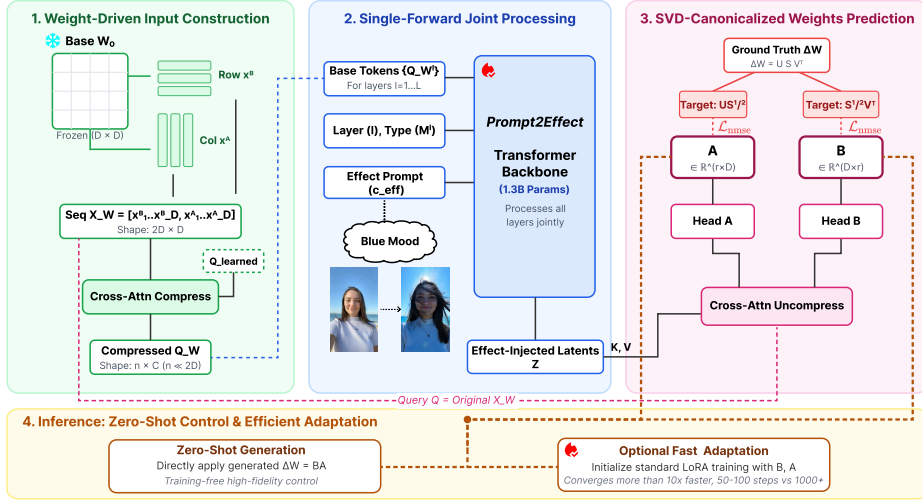 1. Weight-Driven Input Construction
Base W₀
Row xᴮ
Frozen (D × D)
Col xᴬ
Seq X_W = [xᴮ₁..xᴮ_D, xᴬ₁..xᴬ_D]
Shape: 2D × D
Q_learned
Cross-Attn Compress
Compressed Q_W
Shape: n × C (n ≪ 2D)
2. Single-Forward Joint Processing
Base Tokens {Q_Wˡ}
For layers l=1...L
Layer (l), Type (Mˡ)
Effect Prompt
(c_eff)
Blue Mood
Prompt2Effect
Transformer
Backbone
(1.3B Params)
Processes all
layers jointly
Effect-Injected Latents
Z
K, V
3. SVD-Canonicalized Weights Prediction
Ground Truth ΔW
ΔW = U S Vᵀ
Target: US¹/²
Target: S¹/²Vᵀ
ℒnmse
ℒnmse
A
∈ R^(r×D)
B
∈ R^(D×r)
Head A
Head B
Cross-Attn Uncompress
Query Q = Original X_W
4. Inference: Zero-Shot Control & Efficient Adaptation
Zero-Shot Generation
Directly apply generated ΔW = BA
Training-free high-fidelity control
Optional Fast Adaptation
Initialize standard LoRA training with B, A
Converges more than 10x faster, 50-100 steps vs 1000+